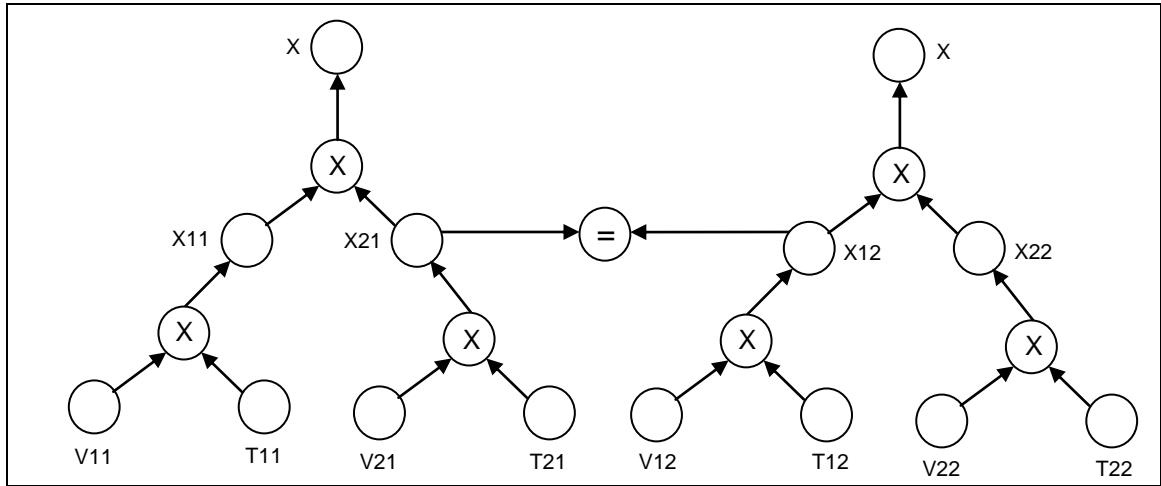 X
X
X
X
X11
X21
=
X12
X22
X
X
X
X
V11
T11
V21
T21
V12
T12
V22
T22